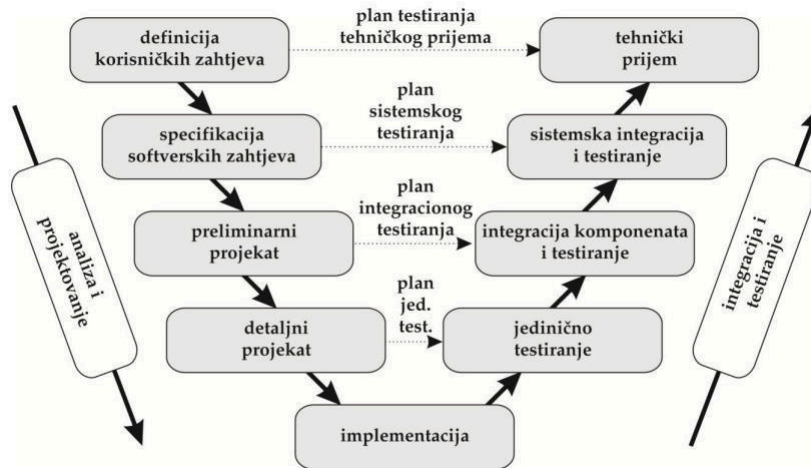 definicija
korisničkih zahtjeva
plan testiranja
tehničkog prijema
tehnički
prijem
specifikacija
softverskih zahtjeva
plan
sistemskog
testiranja
sistemska integracija
i testiranje
analiza i
projektovanje
preliminarni
projekat
plan
integracionog
testiranja
integracija komponenata
i testiranje
integracija i
testiranje
detaljni
projekat
plan
jed.
test.
jedinično
testiranje
implementacija